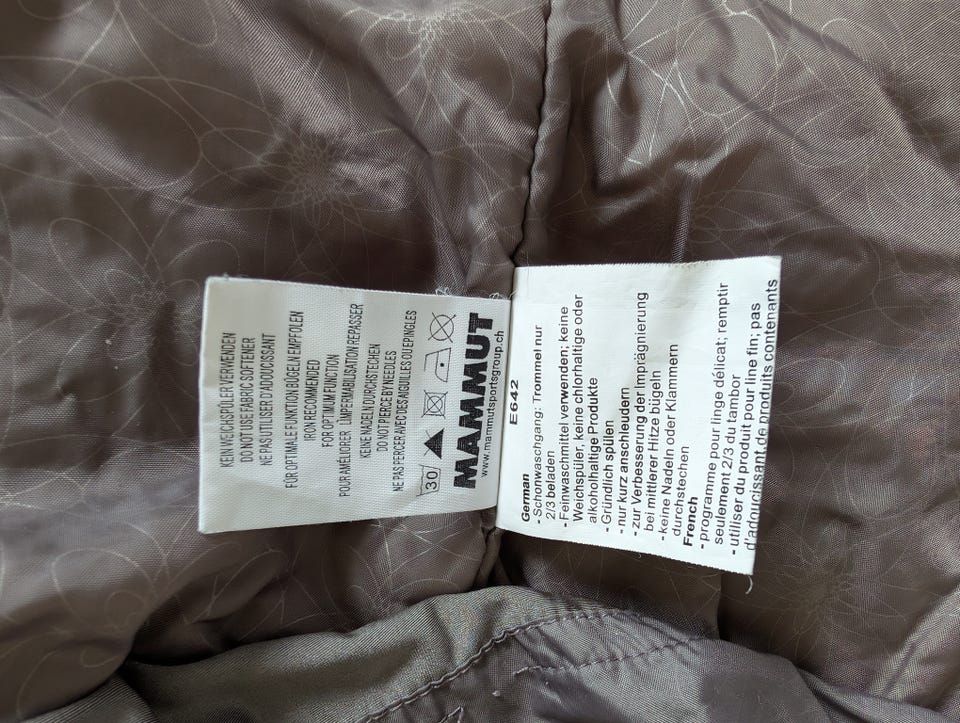 KEIN WEICHSPÜLER VERWENDEN
DO NOT USE FABRIC SOFTENER
NE PAS UTILISER D'ADOUCISSANT
FÜR OPTIMALE FUNKTION BÜGELN EMPFOLEN
IRON RECOMMENDED
FOR OPTIMUM FUNCTION
POUR AMÉLIORER L'IMPERMABILISATION REPASSER
KEINE NADELN DURCHSTECHEN
DO NOT PIERCE BY NEEDLES
NE PAS PERCER AVEC DES AGUILLES OU EPINGLES
30
MAMMUT
www.mammutsportsgroup.ch
E642
German
- Schonwaschgang: Trommel nur
2/3 beladen
- Feinwaschmittel verwenden; keine
Weichspüler, keine chlorhaltige oder
alkoholhaltige Produkte
- Gründlich spülen
- nur kurz anschleudern
- zur Verbesserung der Imprägnierung
bei mittlerer Hitze bügeln
- keine Nadeln oder Klammern
durchstechen
French
- programme pour linge délicat; remptir
seulement 2/3 du tambor
- utiliser du produit pour line fin; pas
d'adoucissant, de produits contenants